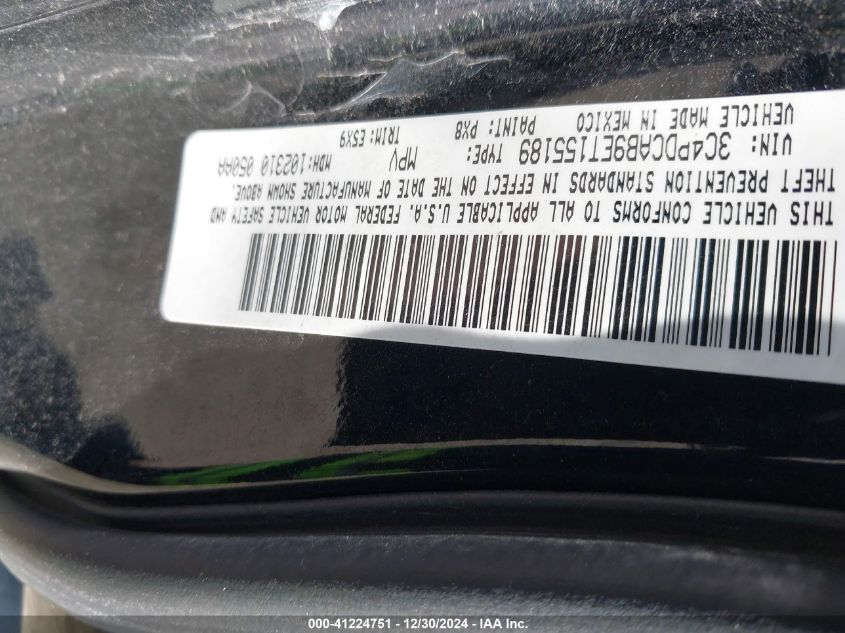 THIS VEHICLE CONFORMS TO ALL APPLICABLE U.S.A. FEDERAL MOTOR VEHICLE SAFETY AND
THEFT PREVENTION STANDARDS IN EFFECT ON THE DATE OF MANUFACTURE SHOWN ABOVE.
VIN: 3C4PDCAB9ET155189 TYPE: MPV MDH:102310 050AA
VEHICLE MADE IN MEXICO PAINT: PX8 TRIM: E5X9
000-41224751 - 12/30/2024 - IAA Inc.